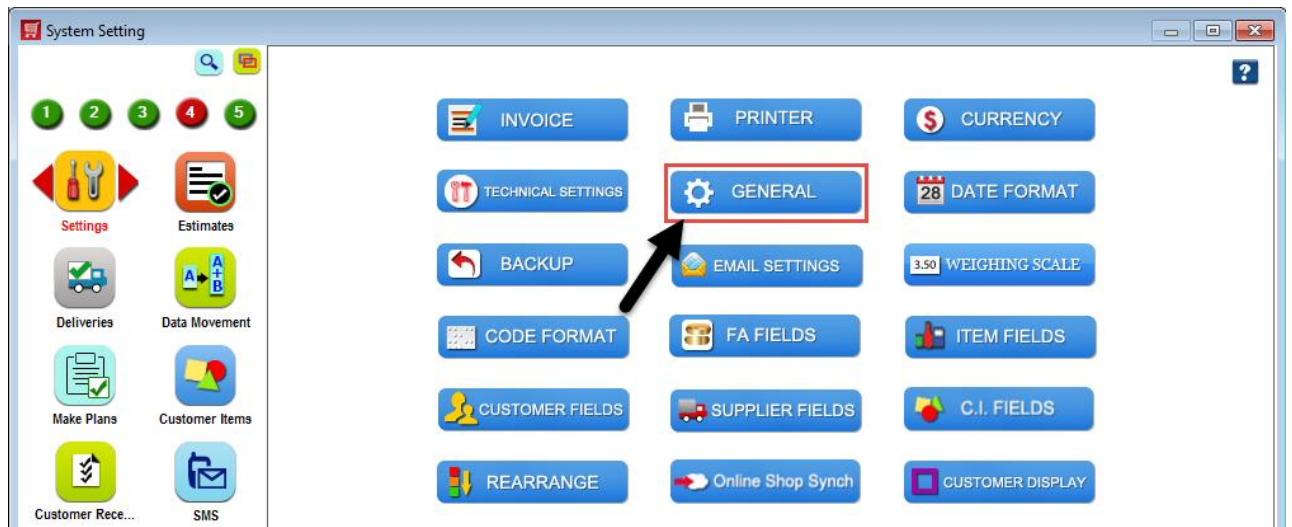 System Setting
?
1 2 3 4 5
Settings Estimates
Deliveries Data Movement
A A+B
Make Plans Customer Items
Customer Rece... SMS
INVOICE PRINTER CURRENCY
$
TECHNICAL SETTINGS GENERAL 28 DATE FORMAT
BACKUP EMAIL SETTINGS 3.50 WEIGHING SCALE
CODE FORMAT FA FIELDS ITEM FIELDS
CUSTOMER FIELDS SUPPLIER FIELDS C.I. FIELDS
REARRANGE Online Shop Synch CUSTOMER DISPLAY